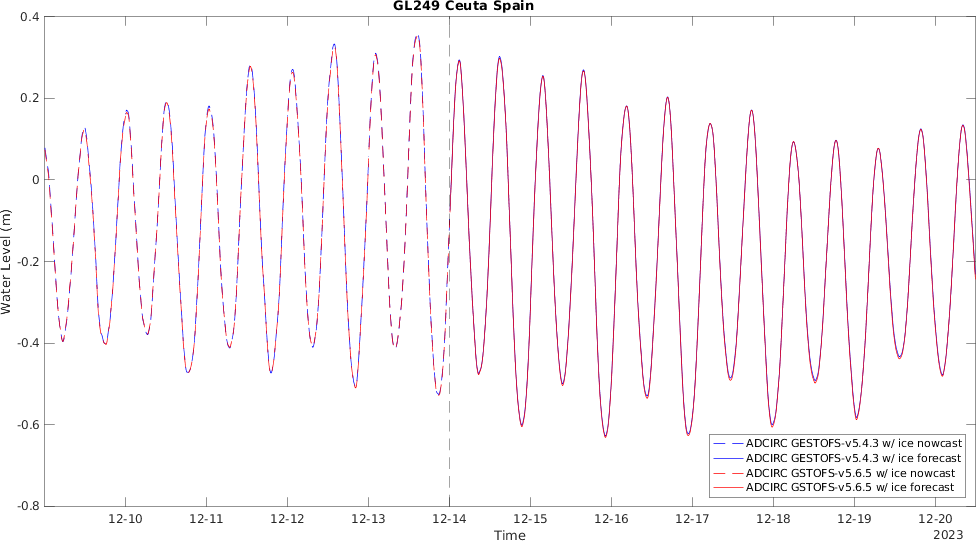 GL249 Ceuta Spain
0.4
0.2
0
-0.2
-0.4
-0.6
-0.8
Water Level (m)
ADCIRC GESTOFS-v5.4.3 w/ ice nowcast
ADCIRC GESTOFS-v5.4.3 w/ ice forecast
ADCIRC GSTOFS-v5.6.5 w/ ice nowcast
ADCIRC GSTOFS-v5.6.5 w/ ice forecast
12-10 12-11 12-12 12-13 12-14 12-15 12-16 12-17 12-18 12-19 12-20
Time
2023